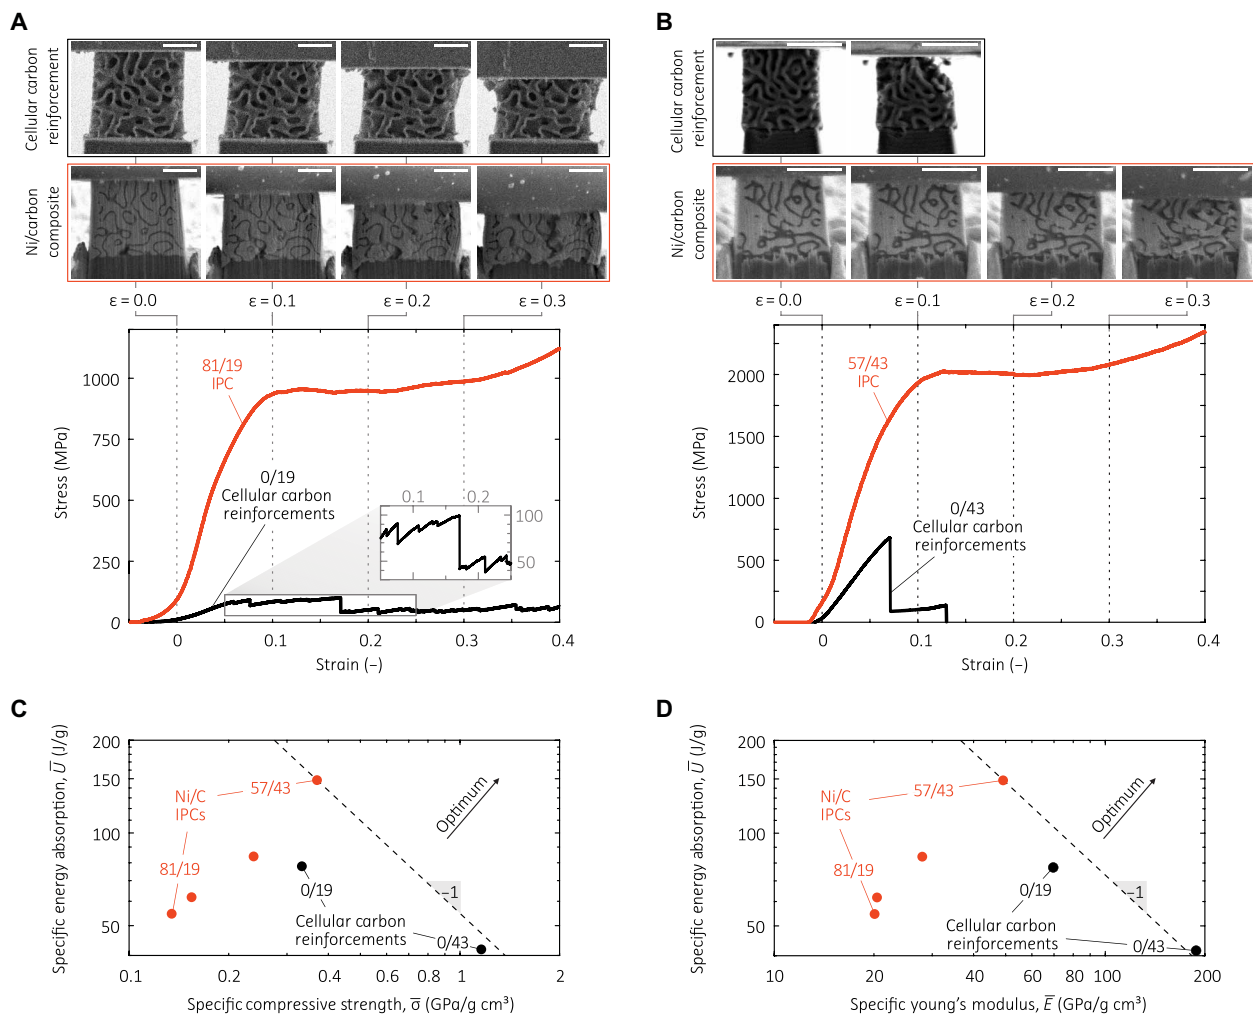 A
Cellular carbon
reinforcement
Ni/carbon
composite
ε = 0.0
ε = 0.1
ε = 0.2
ε = 0.3
1000
750
500
250
0
Stress (MPa)
81/19
IPC
0/19
Cellular carbon
reinforcements
0.1
0.2
100
50
0
0.1
0.2
0.3
0.4
Strain (–)
B
Cellular carbon
reinforcement
Ni/carbon
composite
ε = 0.0
ε = 0.1
ε = 0.2
ε = 0.3
2000
1500
1000
500
0
Stress (MPa)
57/43
IPC
0/43
Cellular carbon
reinforcements
0
0.1
0.2
0.3
0.4
Strain (–)
C
200
150
100
50
Specific energy absorption, U̅ (J/g)
Ni/C
IPCs
57/43
81/19
0/19
Cellular carbon
reinforcements
0/43
Optimum
–1
0.1
0.2
0.4
0.6
0.8
1
2
Specific compressive strength, σ̅ (GPa/g cm³)
D
200
150
100
50
Specific energy absorption, U̅ (J/g)
Ni/C
IPCs
57/43
81/19
0/19
Cellular carbon
reinforcements
0/43
Optimum
–1
10
20
40
60
80
100
200
Specific young's modulus, E̅ (GPa/g cm³)